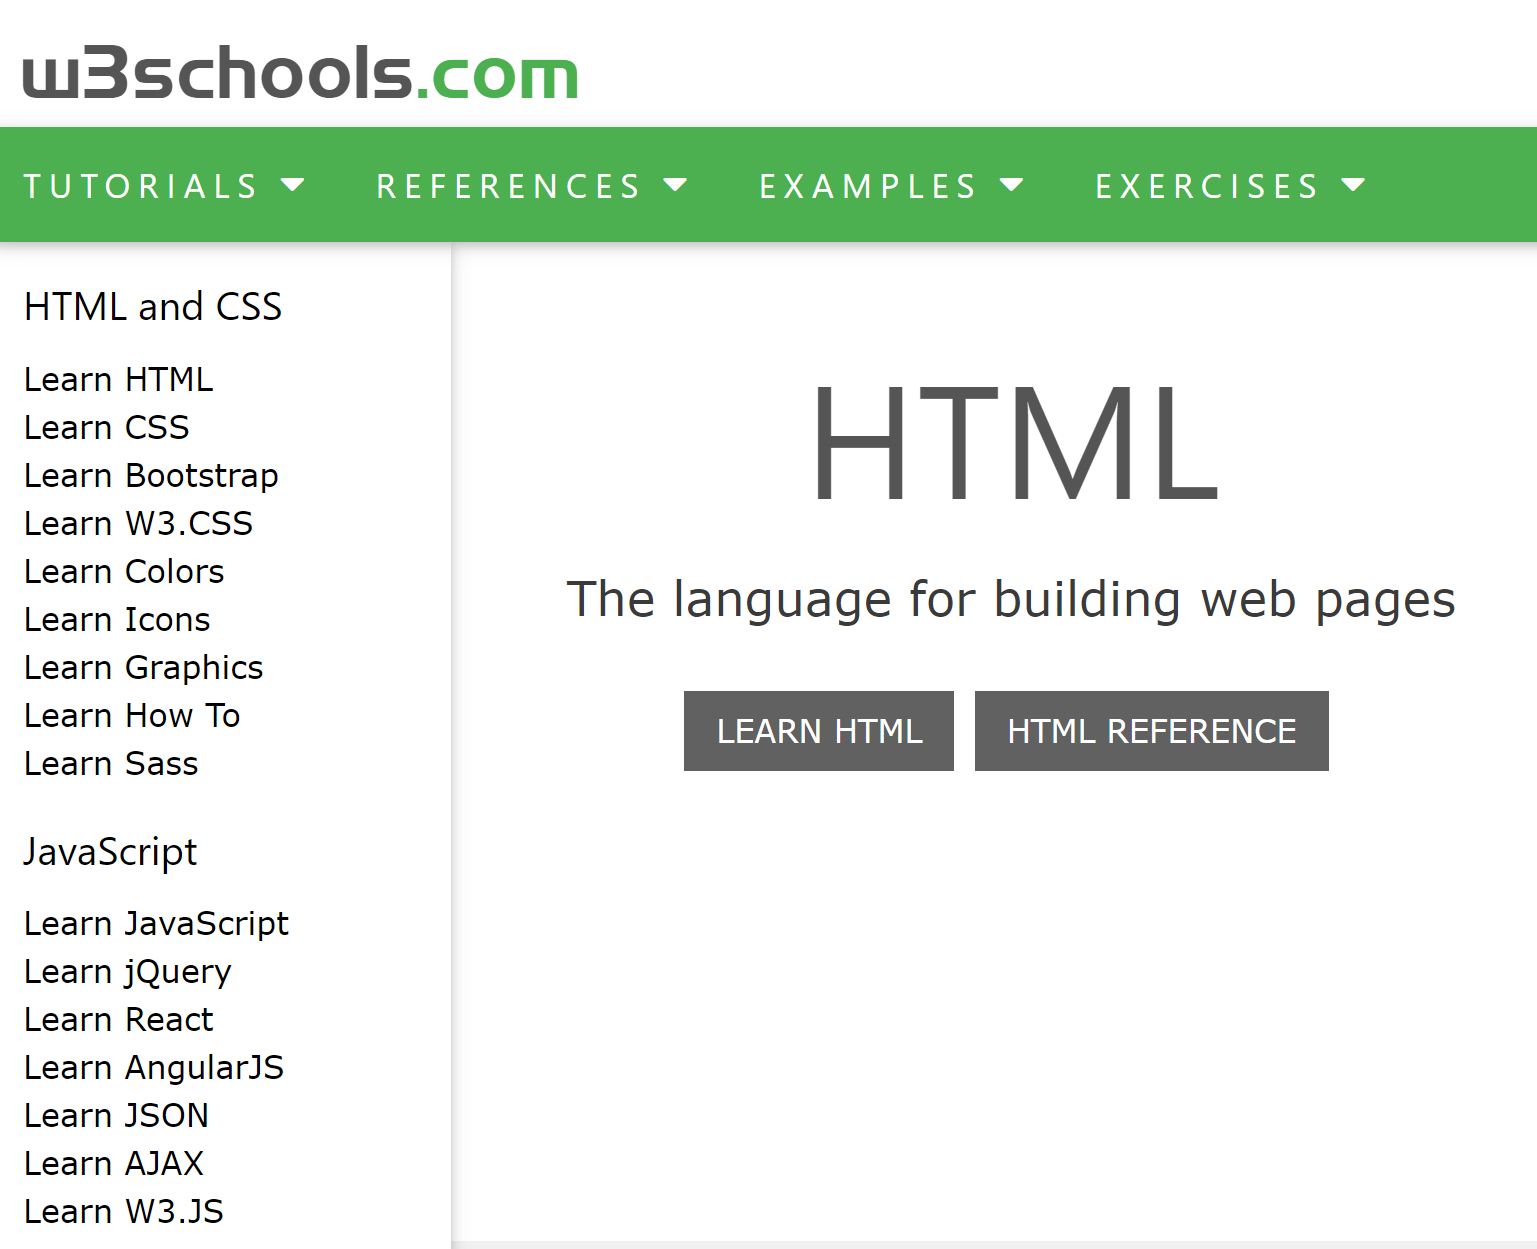 w3schools.com
TUTORIALS REFERENCES EXAMPLES EXERCISES
HTML and CSS
Learn HTML
Learn CSS
Learn Bootstrap
Learn W3.CSS
Learn Colors
Learn Icons
Learn Graphics
Learn How To
Learn Sass
JavaScript
Learn JavaScript
Learn jQuery
Learn React
Learn AngularJS
Learn JSON
Learn AJAX
Learn W3.JS
HTML
The language for building web pages
LEARN HTML HTML REFERENCE